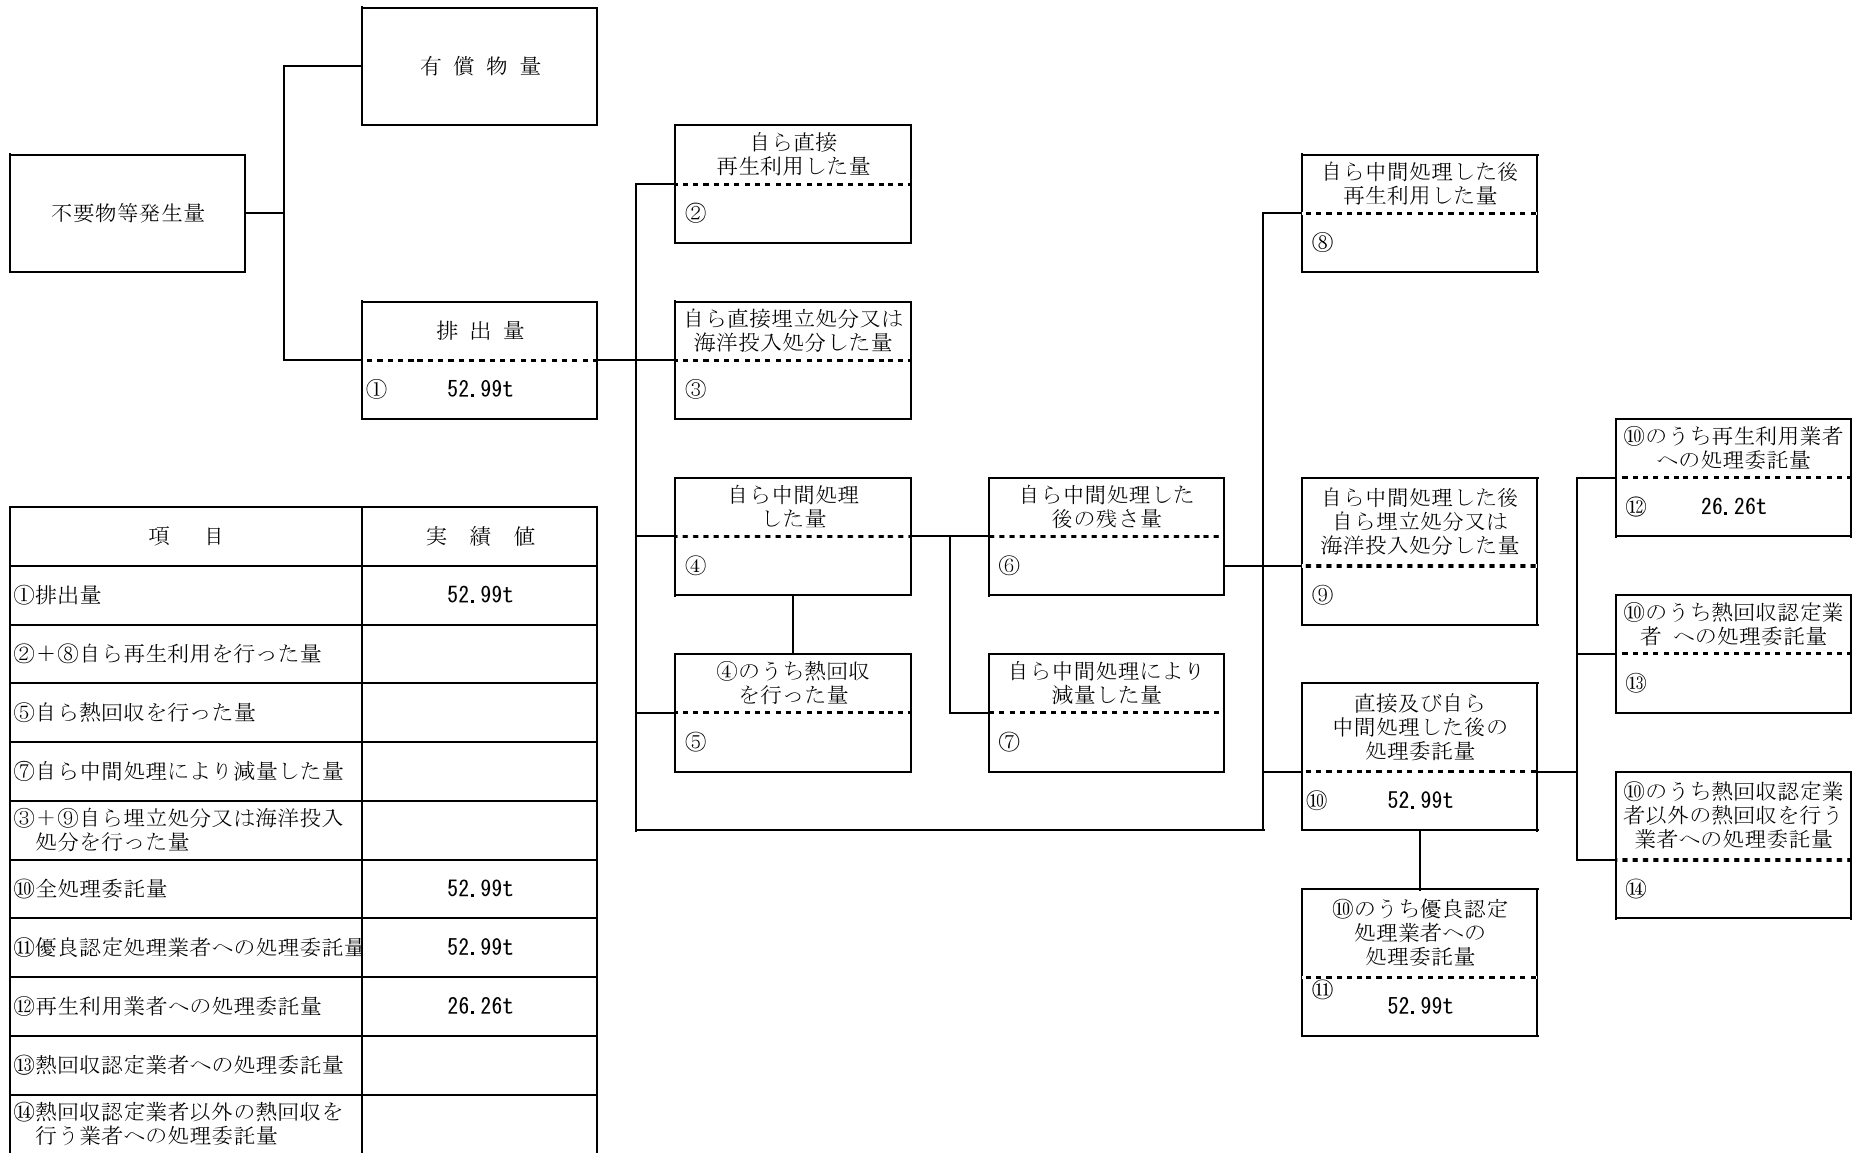 有 償 物 量
不要物等発生量
排 出 量
① 52.99t
自ら直接
再生利用した量
②
自ら直接埋立処分又は
海洋投入処分した量
③
自ら中間処理
した量
④
④のうち熱回収
を行った量
⑤
自ら中間処理した
後の残さ量
⑥
自ら中間処理により
減量した量
⑦
自ら中間処理した後
再生利用した量
⑧
自ら中間処理した後
自ら埋立処分又は
海洋投入処分した量
⑨
直接及び自ら
中間処理した後の
処理委託量
⑩ 52.99t
⑩のうち優良認定
処理業者への
処理委託量
⑪
52.99t
⑩のうち再生利用業者
への処理委託量
⑫ 26.26t
⑩のうち熱回収認定業
者 への処理委託量
⑬
⑩のうち熱回収認定業
者以外の熱回収を行う
業者への処理委託量
⑭
項 目 実 績 値
①排出量 52.99t
②+⑧自ら再生利用を行った量
⑤自ら熱回収を行った量
⑦自ら中間処理により減量した量
③+⑨自ら埋立処分又は海洋投入
処分を行った量
⑩全処理委託量 52.99t
⑪優良認定処理業者への処理委託量 52.99t
⑫再生利用業者への処理委託量 26.26t
⑬熱回収認定業者への処理委託量
⑭熱回収認定業者以外の熱回収を
行う業者への処理委託量